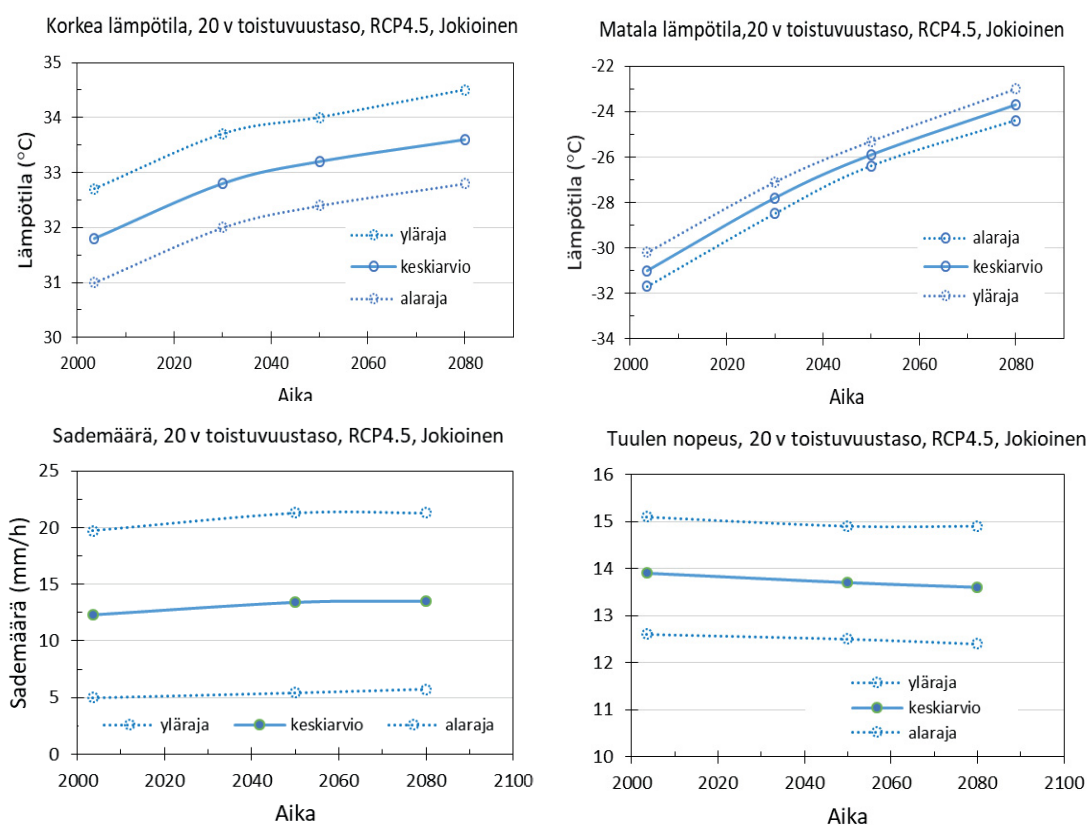 Korkea lämpötila, 20 v toistuvuustaso, RCP4.5, Jokioinen
35
34
33
32
31
30
Lämpötila (°C)
yläraja
keskiarvio
alaraja
2000 2020 2040 2060 2080
Aika
Matala lämpötila,20 v toistuvuustaso, RCP4.5, Jokioinen
-22
-24
-26
-28
-30
-32
-34
Lämpötila (°C)
alaraja
keskiarvio
yläraja
2000 2020 2040 2060 2080
Aika
Sademäärä, 20 v toistuvuustaso, RCP4.5, Jokioinen
25
20
15
10
5
0
Sademäärä (mm/h)
yläraja keskiarvio alaraja
2000 2020 2040 2060 2080 2100
Aika
Tuulen nopeus, 20 v toistuvuustaso, RCP4.5, Jokioinen
16
15
14
13
12
11
10
yläraja
keskiarvio
alaraja
2000 2020 2040 2060 2080 2100
Aika